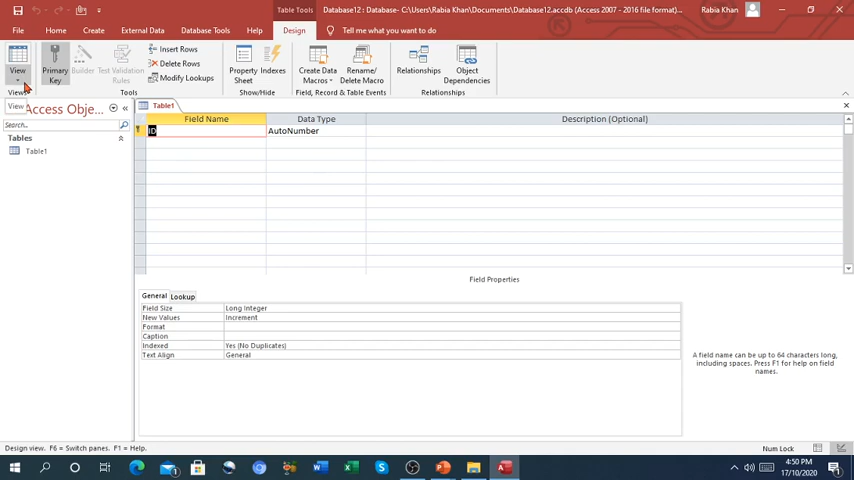 Table Tools
Database12 : Database- C:\Users\Rabia Khan\Documents\Database12.accdb (Access 2007 - 2016 file format)...
Rabia Khan
File
Home
Create
External Data
Database Tools
Help
Design
Tell me what you want to do
View
Primary
Key
Builder
Test Validation
Rules
Insert Rows
Delete Rows
Modify Lookups
Property
Sheet
Indexes
Create Data
Macros
Rename/
Delete Macro
Relationships
Object
Dependencies
Views
Tools
Show/Hide
Field, Record & Table Events
Relationships
View
Access Obje...
Search...
Tables
Table1
Table1
Field Name
Data Type
Description (Optional)
ID
AutoNumber
Field Properties
General
Lookup
Field Size
Long Integer
New Values
Increment
Format
Caption
Indexed
Yes (No Duplicates)
Text Align
General
A field name can be up to 64 characters long,
including spaces. Press F1 for help on field
names.
Design view. F6 = Switch panes. F1 = Help.
Num Lock
4:50 PM
17/10/2020